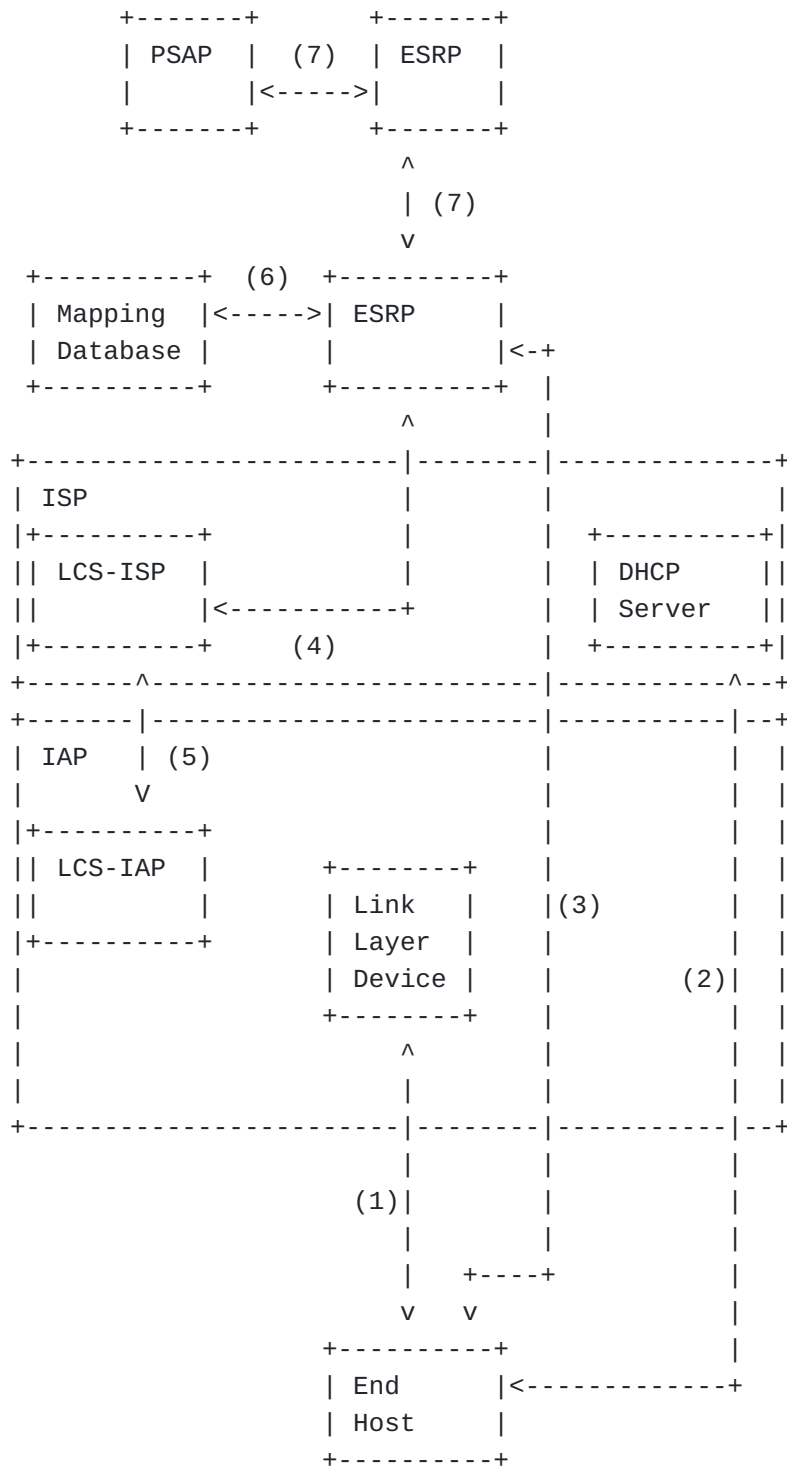 PSAP (7) ESRP
(7)
(6)
Mapping ESRP
Database
ISP
LCS-ISP DHCP
Server
(4)
IAP (5)
LCS-IAP
Link (3)
Layer
Device (2)
(1)
End
Host